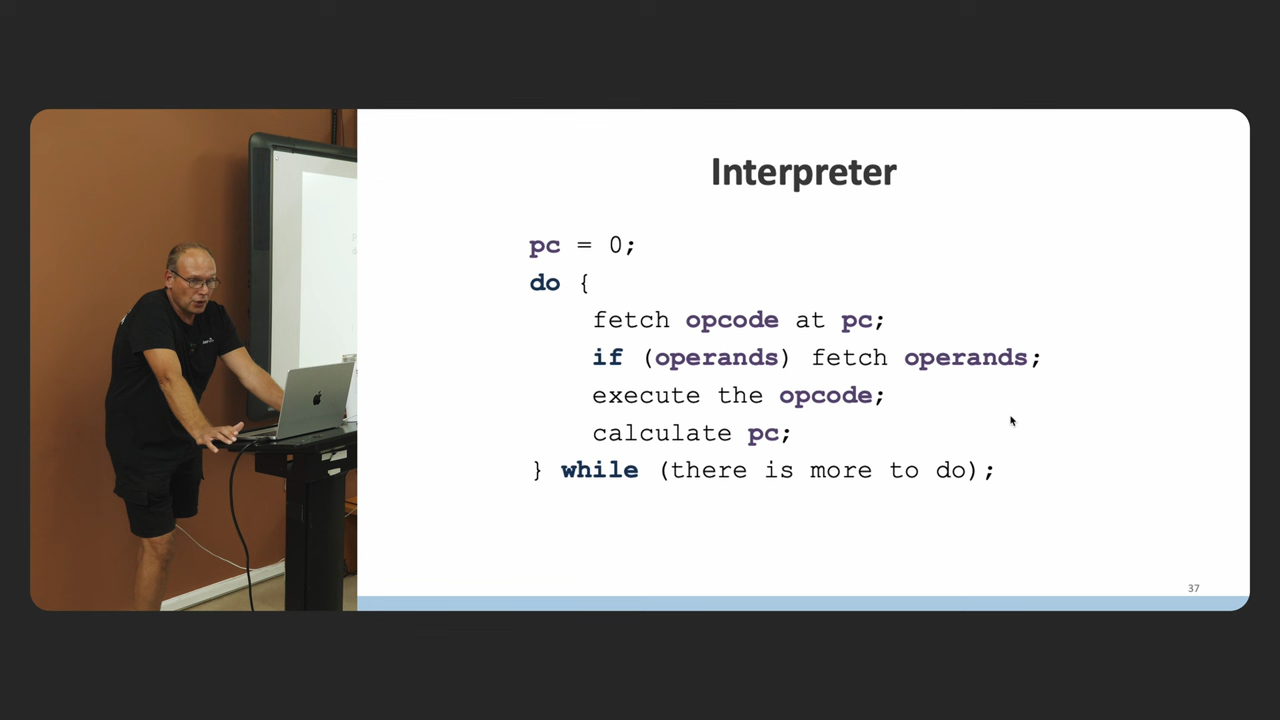 Interpreter
pc = 0;
do {
fetch opcode at pc;
if (operands) fetch operands;
execute the opcode;
calculate pc;
} while (there is more to do);
37